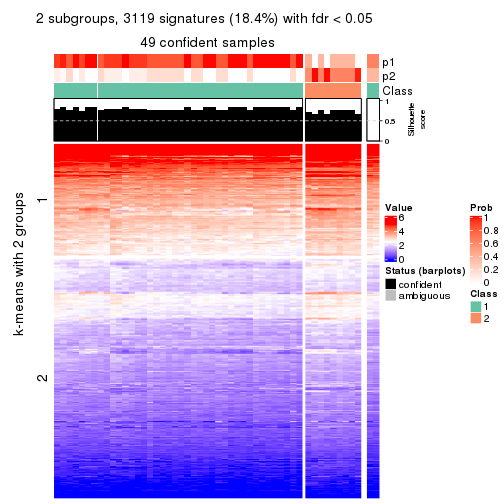 2 subgroups, 3119 signatures (18.4%) with fdr < 0.05
49 confident samples
p1
p2
Class
1
0.5
0
Silhouette
score
k-means with 2 groups
1
2
Value
6
4
2
0
Status (barplots)
confident
ambiguous
Prob
1
0.8
0.6
0.4
0.2
0
Class
1
2